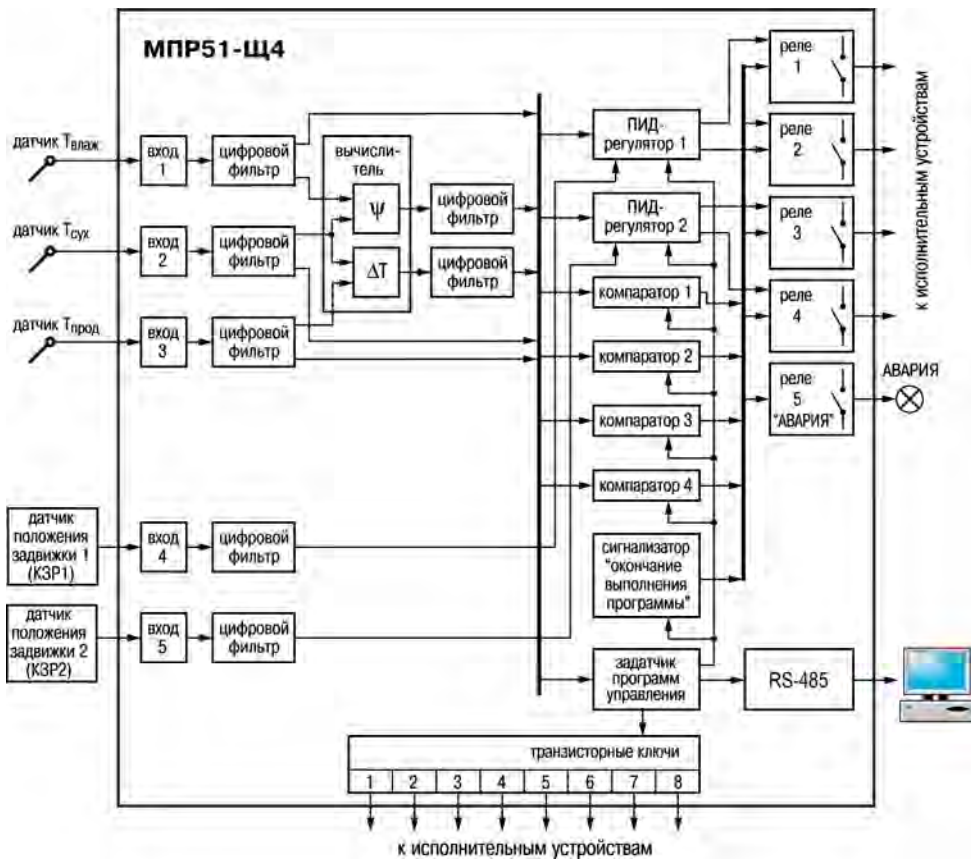 МПР51-Щ4
датчик Tвлаж
вход
1
цифровой
фильтр
вычисли-
тель
Ψ
цифровой
фильтр
датчик Tсух
вход
2
цифровой
фильтр
ΔT
цифровой
фильтр
датчик Tпрод
вход
3
цифровой
фильтр
датчик
положения
задвижки 1
(КЗР1)
вход
4
цифровой
фильтр
датчик
положения
задвижки 2
(КЗР2)
вход
5
цифровой
фильтр
ПИД-
регулятор 1
ПИД-
регулятор 2
компаратор 1
компаратор 2
компаратор 3
компаратор 4
сигнализатор
"окончание
выполнения
программы"
задатчик
программ
управления
RS-485
реле
1
реле
2
реле
3
реле
4
реле
5
"АВАРИЯ"
к исполнительным устройствам
АВАРИЯ
транзисторные ключи
1 2 3 4 5 6 7 8
к исполнительным устройствам